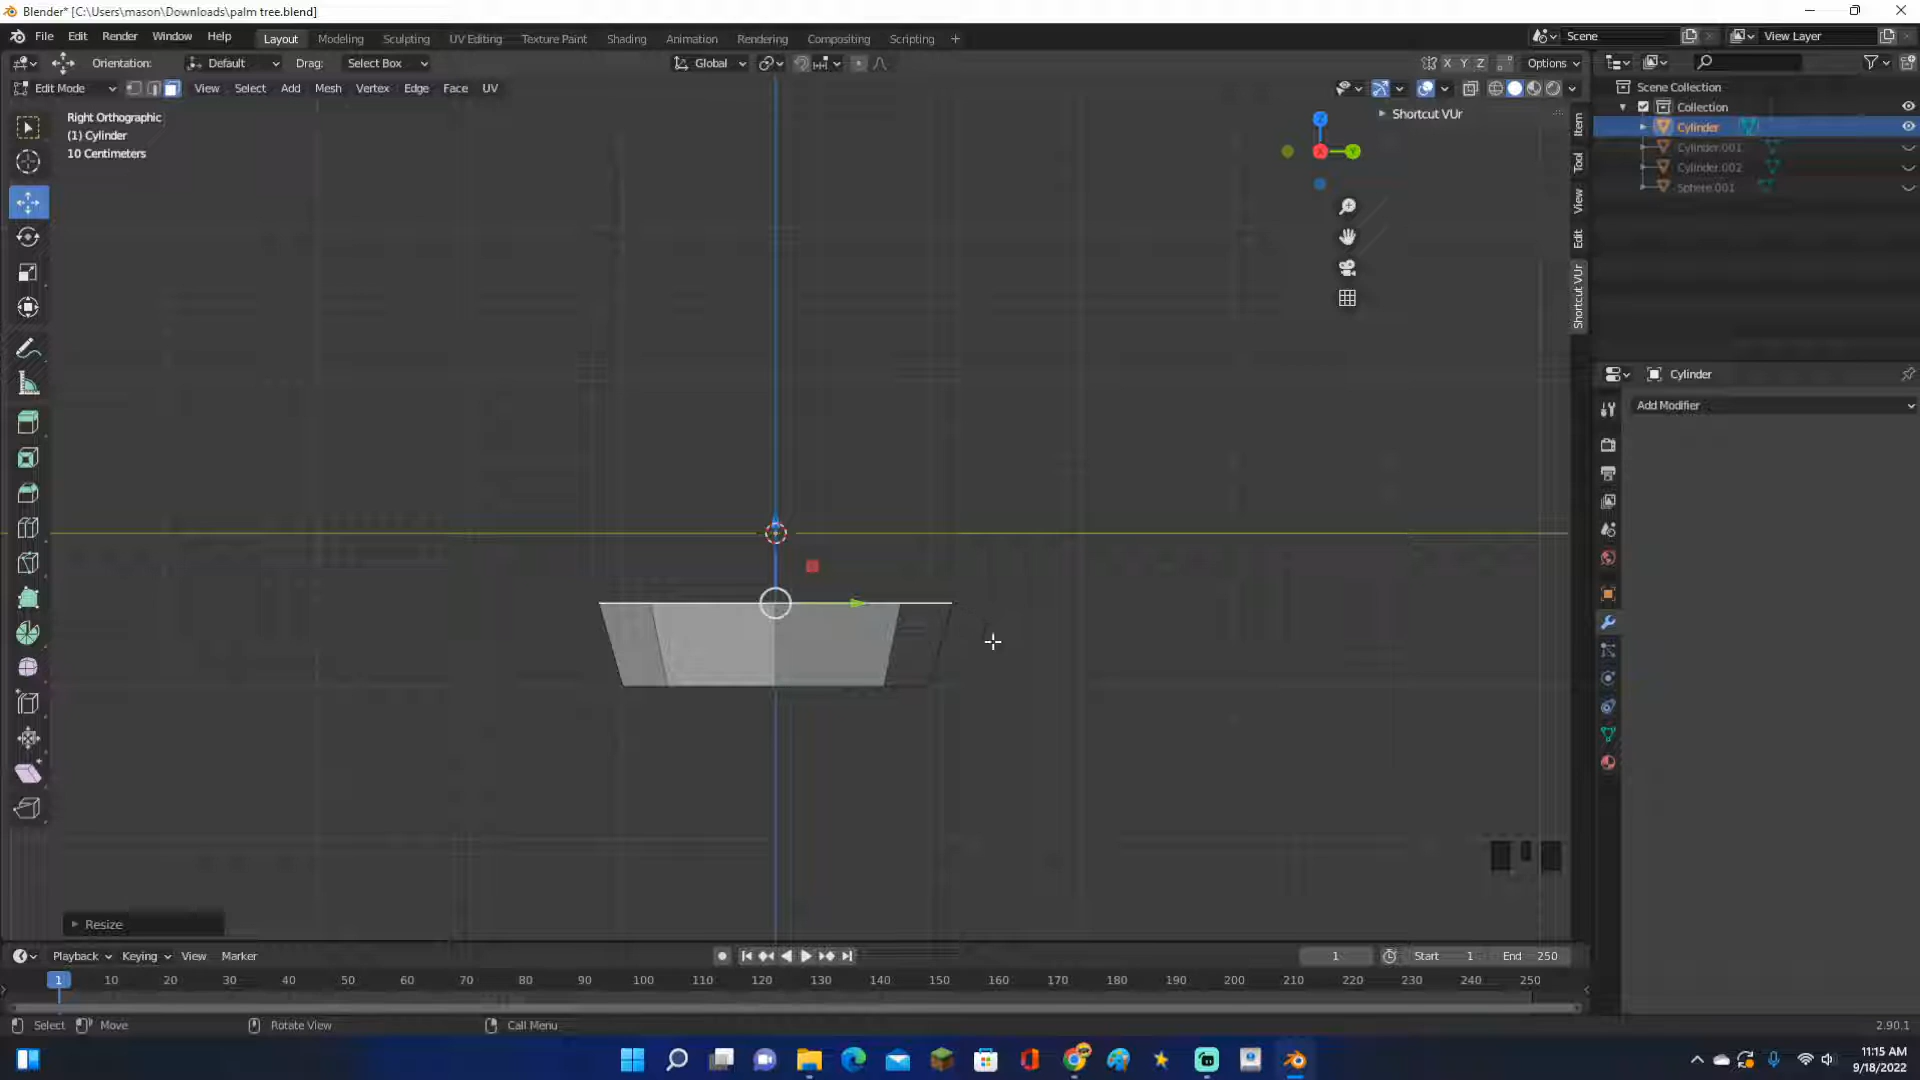 Blender* [C:\Users\mason\Downloads\palm tree.blend]
File Edit Render Window Help Layout Modeling Sculpting UV Editing Texture Paint Shading Animation Rendering Compositing Scripting + Scene View Layer
Orientation: Default Drag: Select Box Global X Y Z Options
Edit Mode View Select Add Mesh Vertex Edge Face UV
Scene Collection
Collection
Cylinder
Cylinder.001
Cylinder.002
Sphere.001
Right Orthographic
(1) Cylinder
10 Centimeters
Shortcut VUr
Z
X
Y
Item
Tool
View
Edit
Shortcut VUr
Cylinder
Add Modifier
Resize
Playback Keying View Marker 1 Start 1 End 250
1 10 20 30 40 50 60 70 80 90 100 110 120 130 140 150 160 170 180 190 200 210 220 230 240 250
Select Move Rotate View Call Menu 2.90.1
11:15 AM
9/18/2022